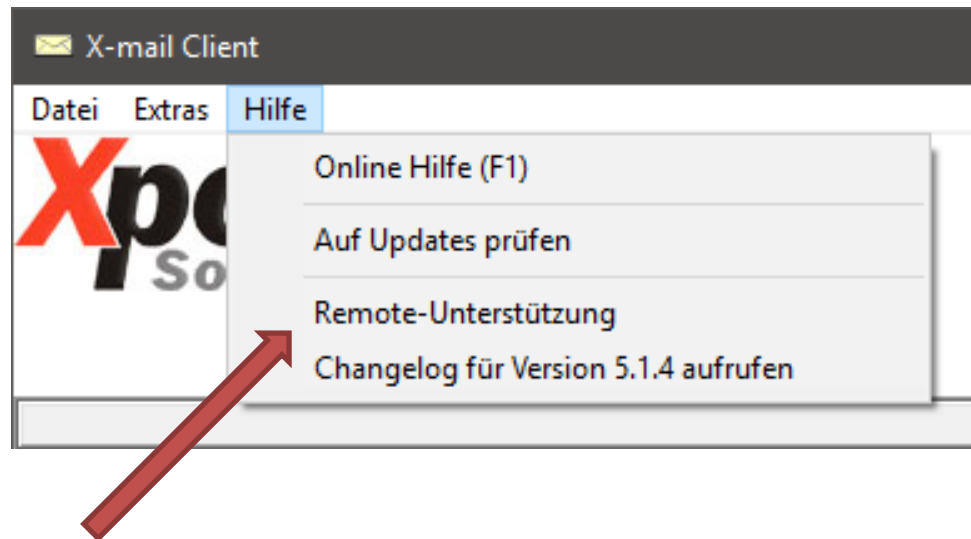 X-mail Client
Datei Extras Hilfe
Online Hilfe (F1)
Auf Updates prüfen
Remote-Unterstützung
Changelog für Version 5.1.4 aufrufen